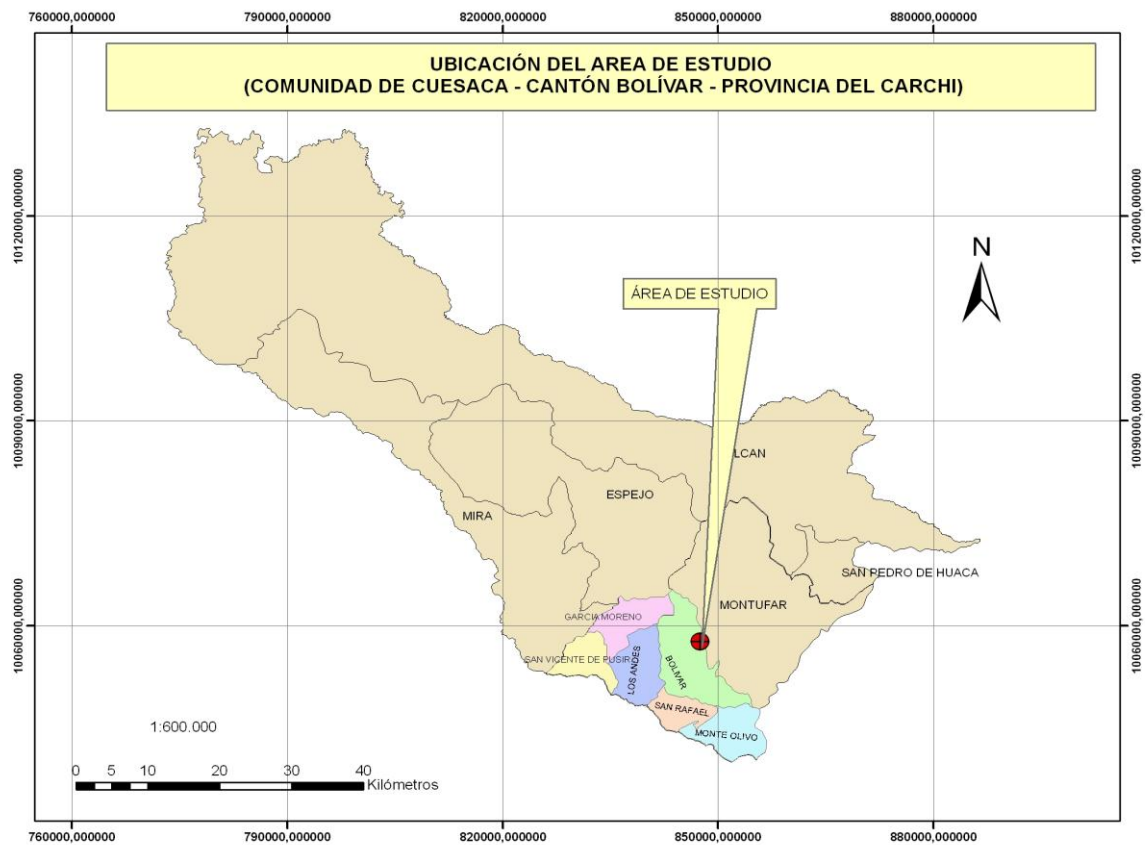 760000,000000 790000,000000 820000,000000 850000,000000 880000,000000
UBICACIÓN DEL AREA DE ESTUDIO
(COMUNIDAD DE CUESACA - CANTÓN BOLÍVAR - PROVINCIA DEL CARCHI)
10120000,000000 10120000,000000
N
ÁREA DE ESTUDIO
10090000,000000 10090000,000000
LCAN
ESPEJO
MIRA
SAN PEDRO DE HUACA
MONTUFAR
GARCIA MORENO
10060000,000000 10060000,000000
SAN VICENTE DE PUSIR
LOS ANDES
BOLIVAR
SAN RAFAEL
MONTE OLIVO
1:600.000
0 5 10 20 30 40
Kilómetros
760000,000000 790000,000000 820000,000000 850000,000000 880000,000000